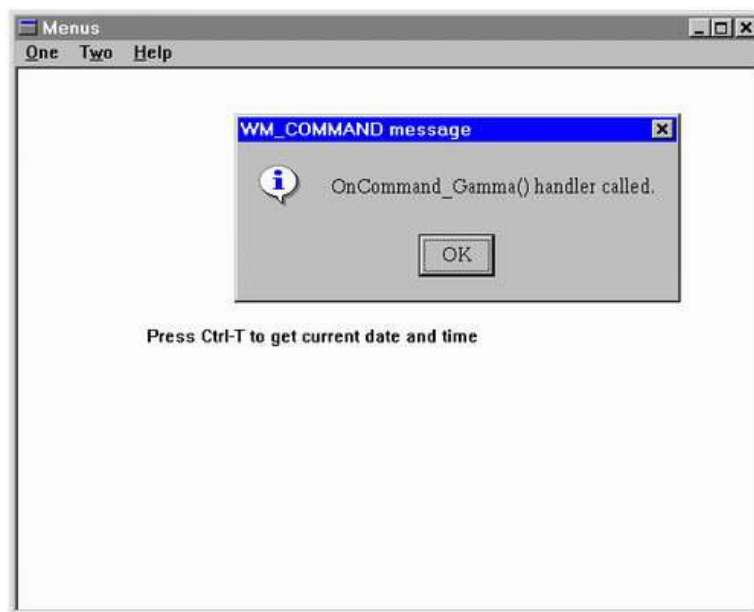 Menus
One Two Help
WM_COMMAND message
OnCommand_Gamma() handler called.
OK
Press Ctrl-T to get current date and time